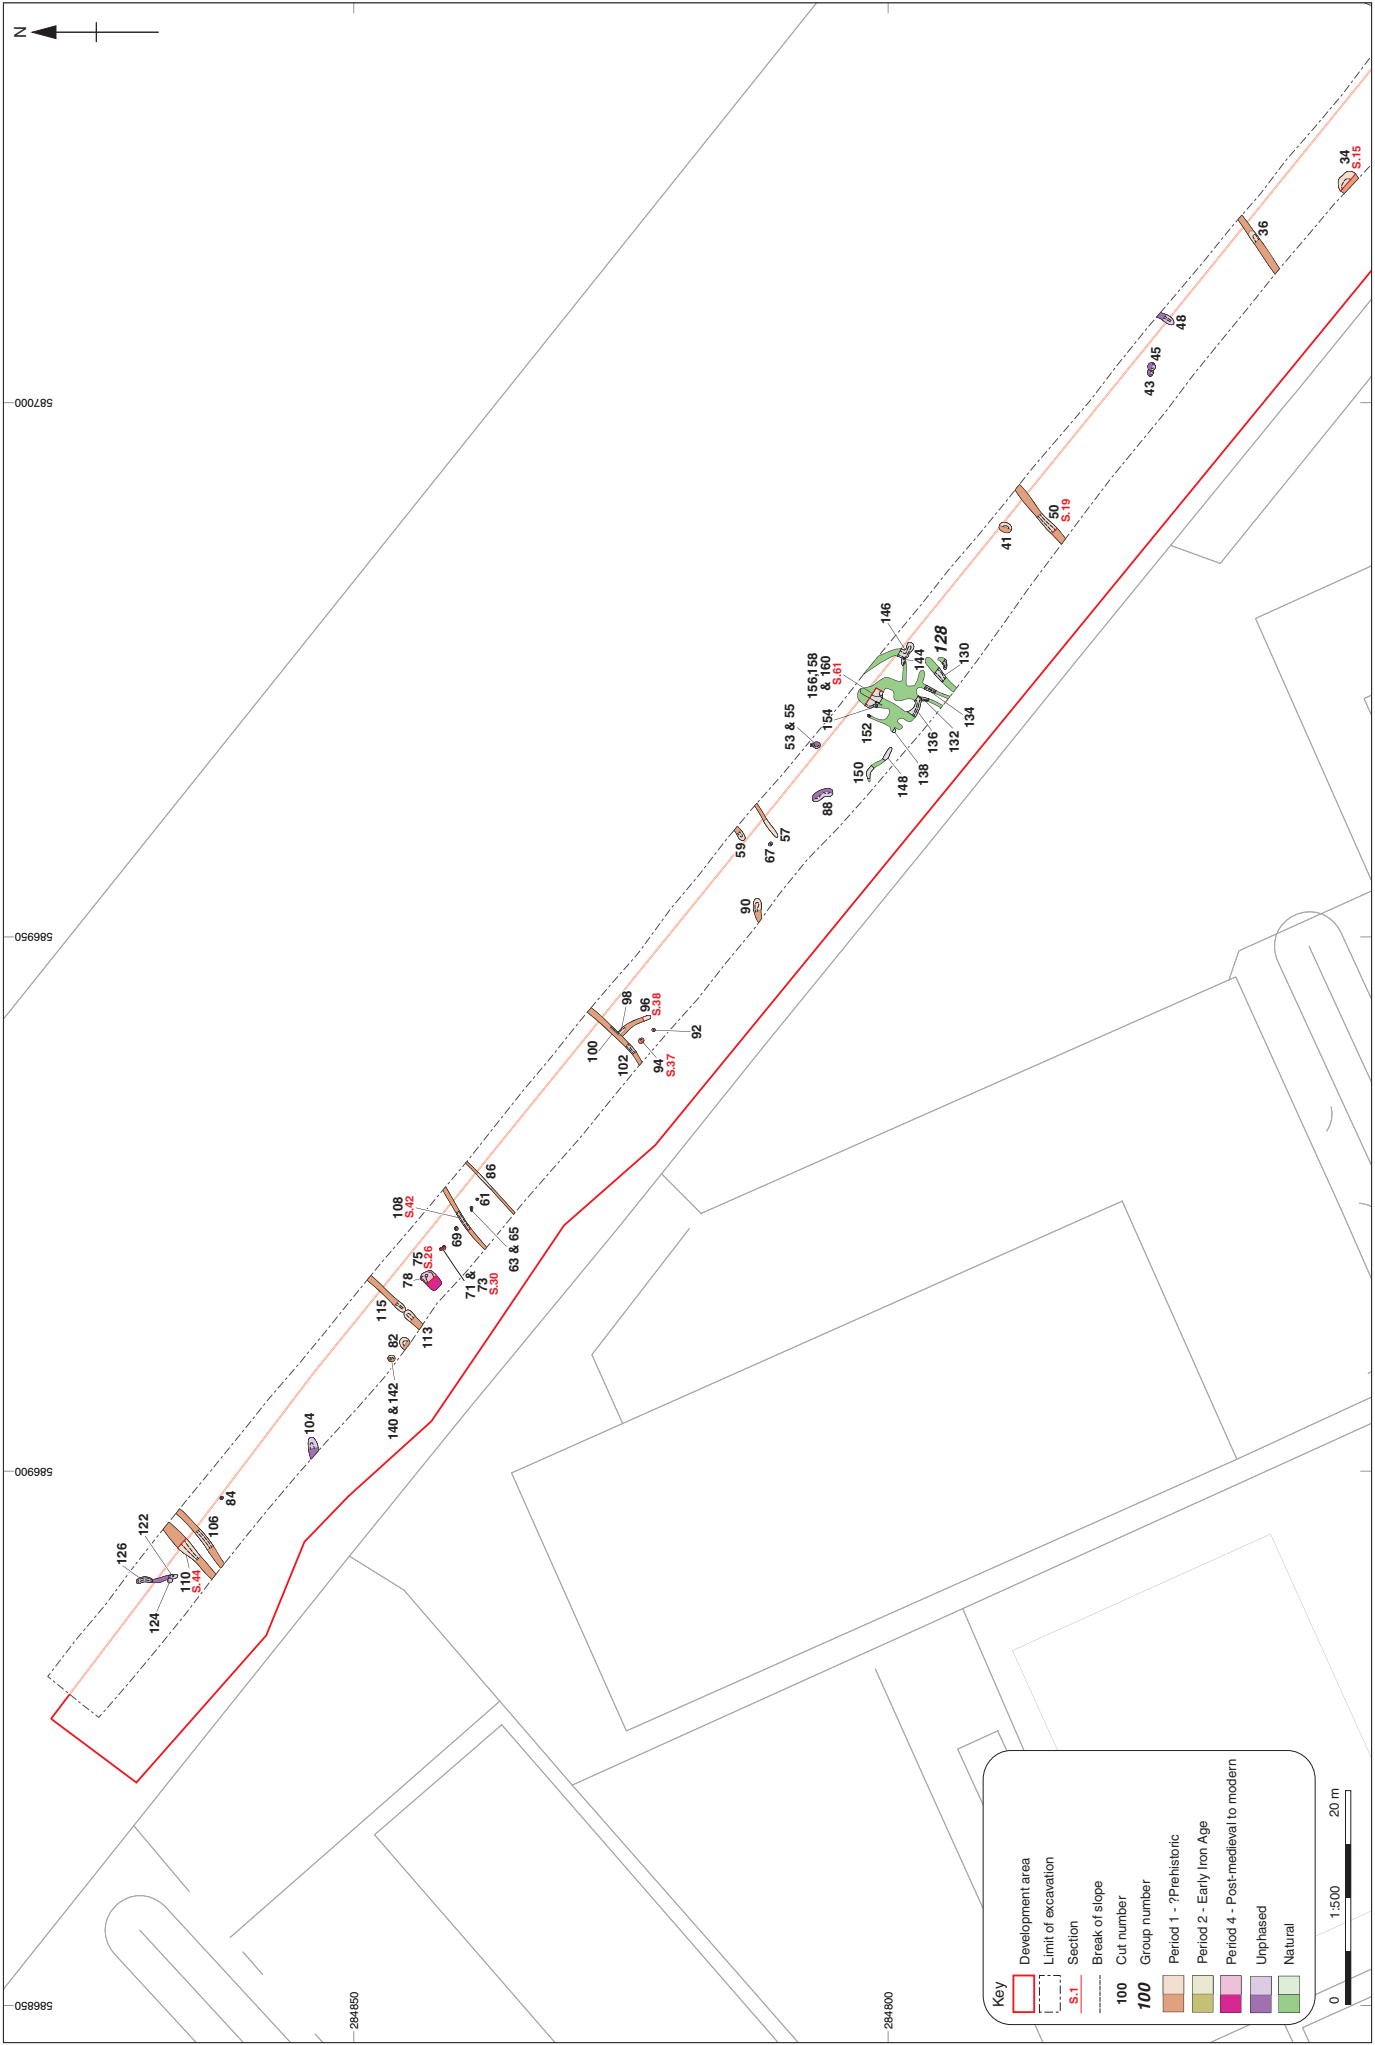 N
587000
586950
586900
586850
284850
284800
34
S.15
36
48
45
43
50
S.19
41
146
128
144
130
156,158
& 160
S.61
154
152
134
132
136
138
53 & 55
150
148
88
59
57
67
90
98
96
S.38
100
102
92
94
S.37
86
108
S.42
61
63 & 65
69
75
S.26
78
71 &
73
S.30
115
113
82
140 & 142
104
84
106
122
126
110
S.44
124
Key
Development area
Limit of excavation
S.1 Section
Break of slope
100 Cut number
100 Group number
Period 1 - ?Prehistoric
Period 2 - Early Iron Age
Period 4 - Post-medieval to modern
Unphased
Natural
0 1:500 20 m